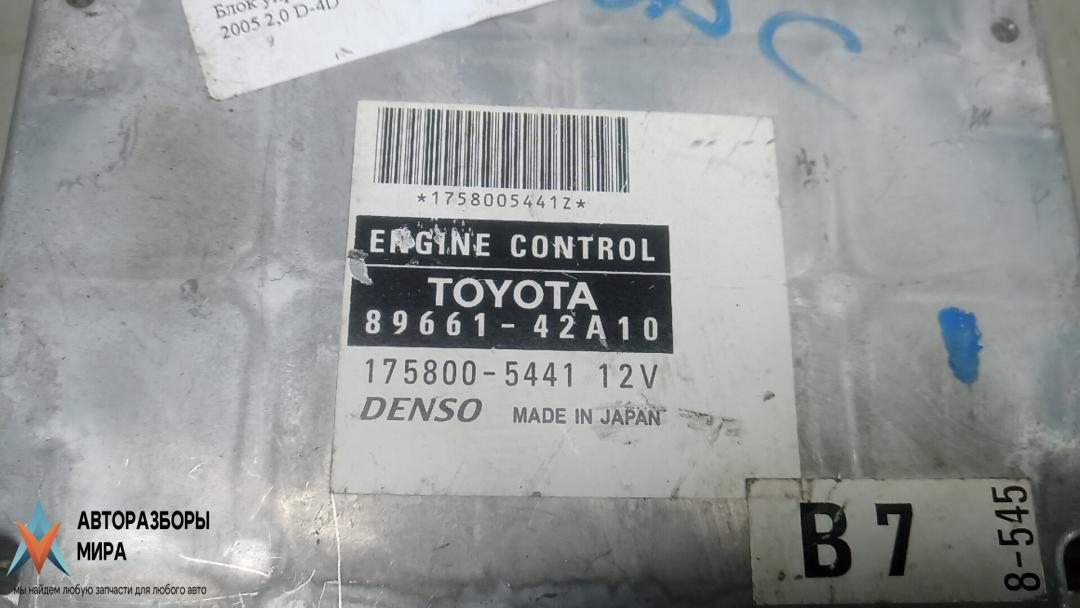 Блок
2005 2,0 D-4D
*1758005441Z*
ENGINE CONTROL
TOYOTA
89661-42A10
175800-5441 12V
DENSO MADE IN JAPAN
B7
8-545
АВТОРАЗБОРЫ
МИРА
мы найдем любую запчасти для любого авто